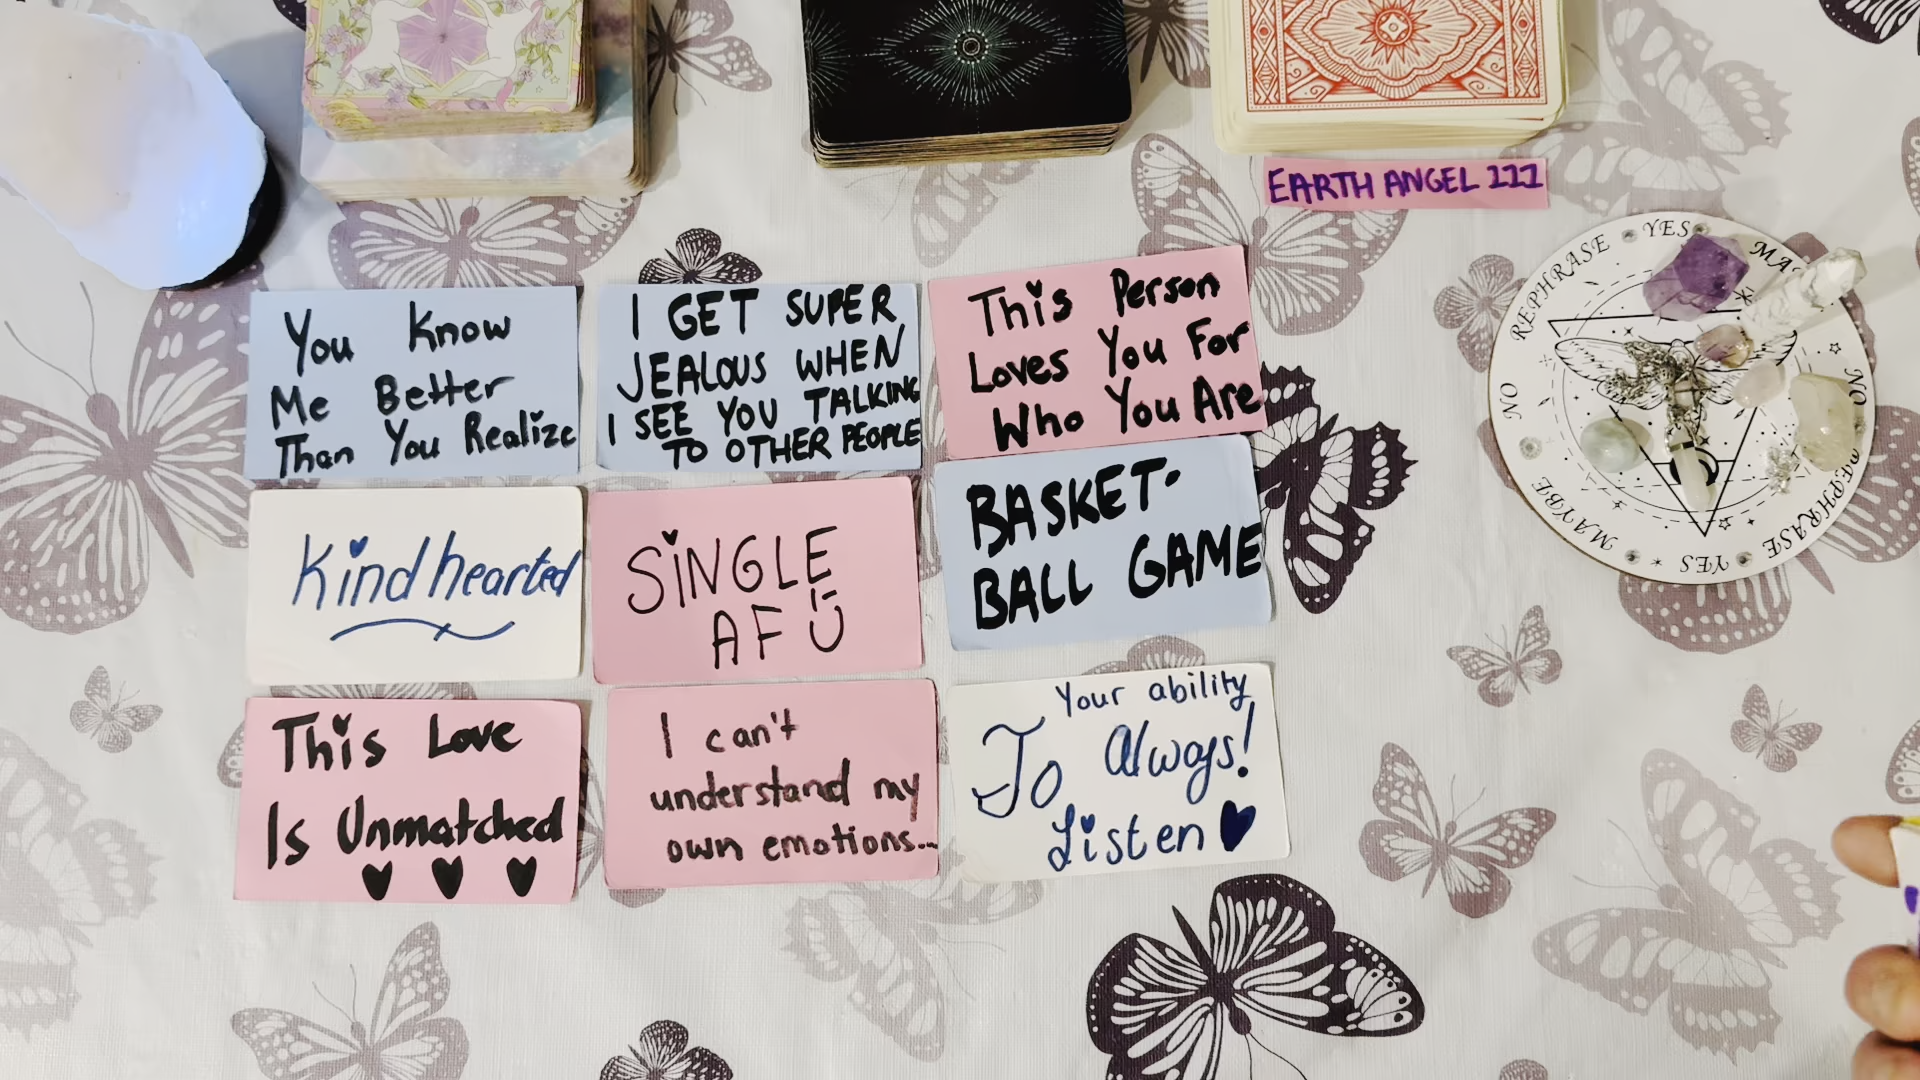 EARTH ANGEL 111
You Know
Me Better
Than You Realize
I GET SUPER
JEALOUS WHEN
I SEE YOU TALKING
TO OTHER PEOPLE
This Person
Loves You For
Who You Are
Kindhearted
SiNGLE
AF
BASKET-
BALL GAME
This Love
Is Unmatched
I can't
understand my
own emotions...
Your ability
To Always!
Listen
REPHRASE
YES
NO
MAYBE
YES
REPHRASE
NO